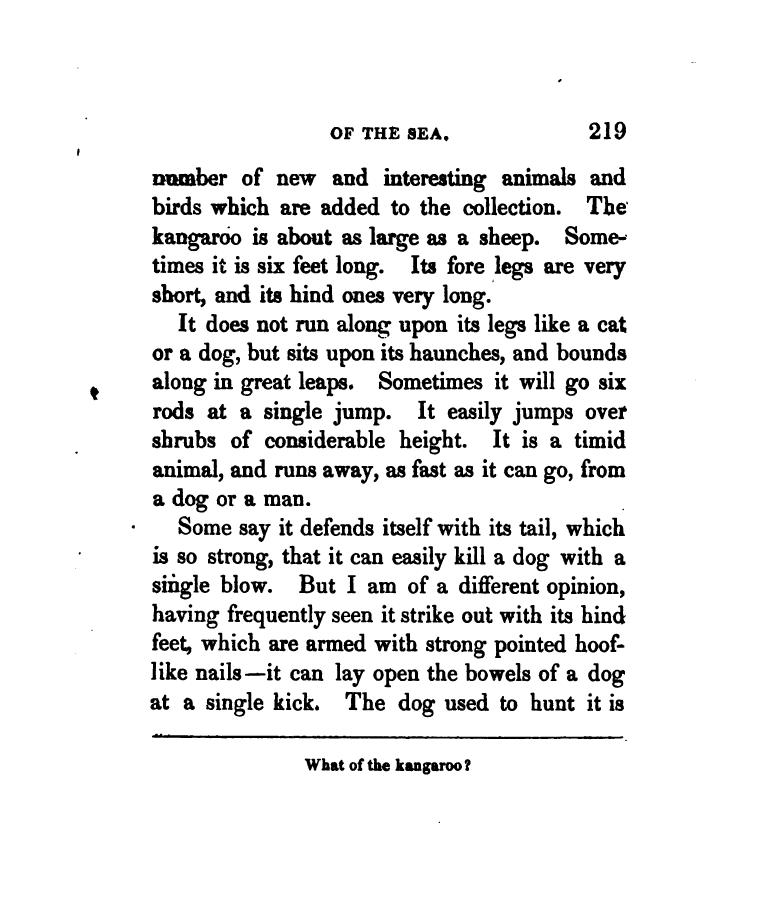 OF THE SEA. 219
number of new and interesting animals and
birds which are added to the collection. The
kangaroo is about as large as a sheep. Some-
times it is six feet long. Its fore legs are very
short, and its hind ones very long.
It does not run along upon its legs like a cat
or a dog, but sits upon its haunches, and bounds
along in great leaps. Sometimes it will go six
rods at a single jump. It easily jumps over
shrubs of considerable height. It is a timid
animal, and runs away, as fast as it can go, from
a dog or a man.
Some say it defends itself with its tail, which
is so strong, that it can easily kill a dog with a
single blow. But I am of a different opinion,
having frequently seen it strike out with its hind
feet, which are armed with strong pointed hoof-
like nails—it can lay open the bowels of a dog
at a single kick. The dog used to hunt it is
What of the kangaroo?